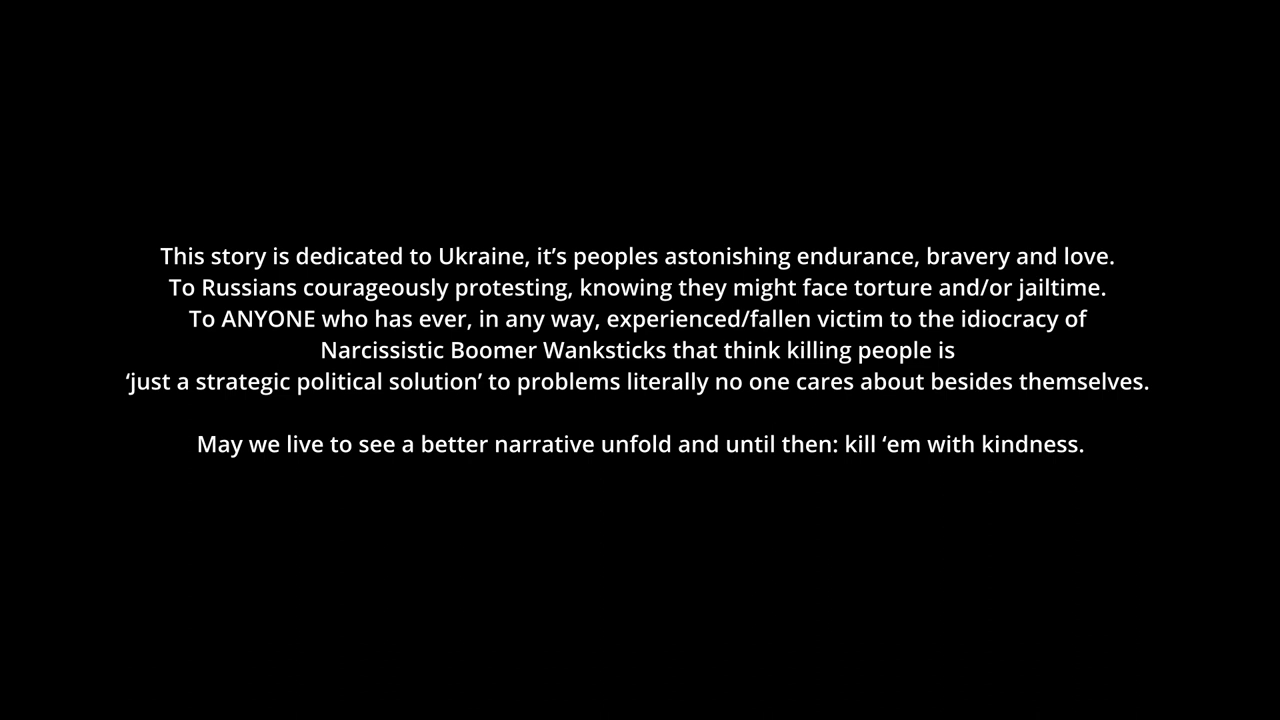 This story is dedicated to Ukraine, it’s peoples astonishing endurance, bravery and love.
To Russians courageously protesting, knowing they might face torture and/or jailtime.
To ANYONE who has ever, in any way, experienced/fallen victim to the idiocracy of
Narcissistic Boomer Wanksticks that think killing people is
‘just a strategic political solution’ to problems literally no one cares about besides themselves.
May we live to see a better narrative unfold and until then: kill ‘em with kindness.